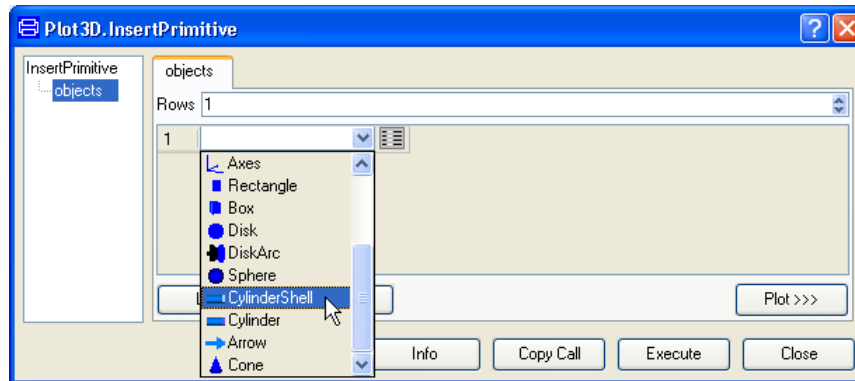 Plot3D.InsertPrimitive
InsertPrimitive
objects
objects
Rows 1
1
Axes
Rectangle
Box
Disk
DiskArc
Sphere
CylinderShell
Plot >>>
Cylinder
Arrow
Cone
Info
Copy Call
Execute
Close